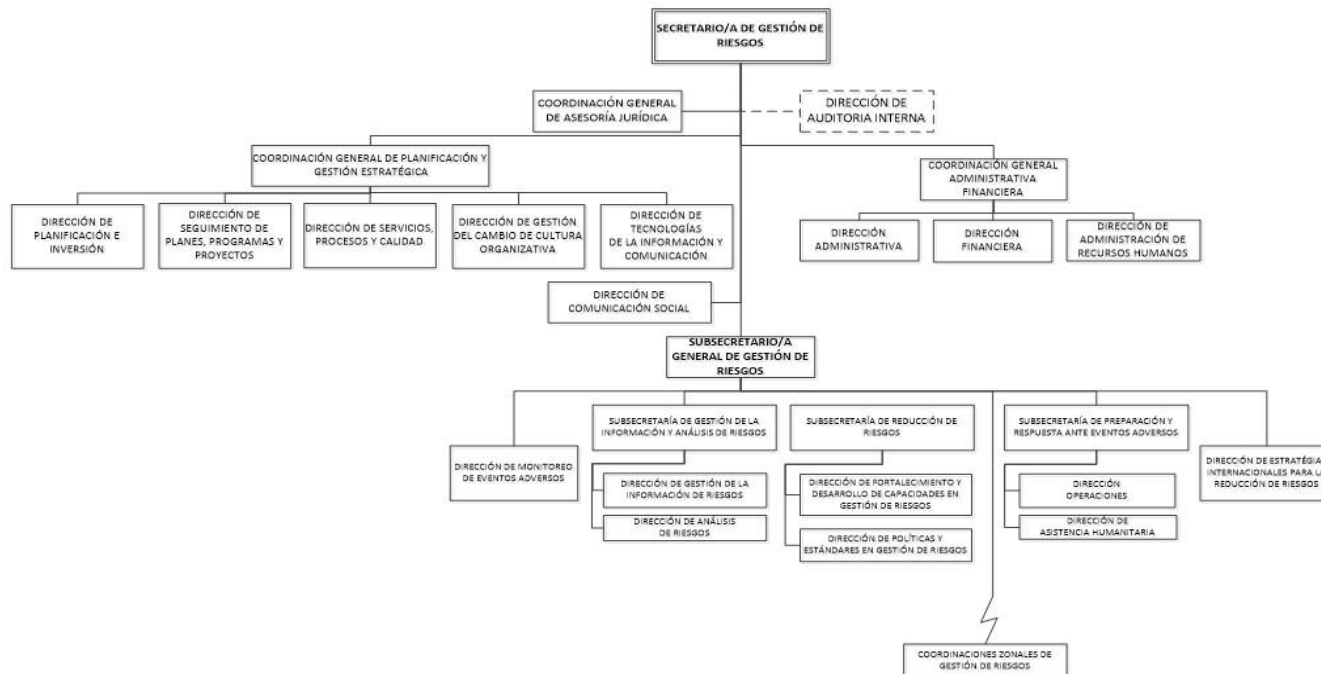 SECRETARIO/A DE GESTIÓN DE
RIESGOS
COORDINACIÓN GENERAL
DE ASESORÍA JURÍDICA
DIRECCIÓN DE
AUDITORIA INTERNA
COORDINACIÓN GENERAL DE PLANIFICACIÓN Y
GESTIÓN ESTRATÉGICA
COORDINACIÓN GENERAL
ADMINISTRATIVA
FINANCIERA
DIRECCIÓN DE
PLANIFICACIÓN E
INVERSIÓN
DIRECCIÓN DE
SEGUIMIENTO DE
PLANES, PROGRAMAS Y
PROYECTOS
DIRECCIÓN DE SERVICIOS,
PROCESOS Y CALIDAD
DIRECCIÓN DE GESTIÓN
DEL CAMBIO DE CULTURA
ORGANIZATIVA
DIRECCIÓN DE
TECNOLOGÍAS
DE LA INFORMACIÓN Y
COMUNICACIÓN
DIRECCIÓN
ADMINISTRATIVA
DIRECCIÓN
FINANCIERA
DIRECCIÓN DE
ADMINISTRACIÓN DE
RECURSOS HUMANOS
DIRECCIÓN DE
COMUNICACIÓN SOCIAL
SUBSECRETARIO/A
GENERAL DE GESTIÓN DE
RIESGOS
DIRECCIÓN DE MONITOREO
DE EVENTOS ADVERSOS
SUBSECRETARÍA DE GESTIÓN DE LA
INFORMACIÓN Y ANÁLISIS DE RIESGOS
DIRECCIÓN DE GESTIÓN DE LA
INFORMACIÓN DE RIESGOS
DIRECCIÓN DE ANÁLISIS
DE RIESGOS
SUBSECRETARÍA DE REDUCCIÓN DE
RIESGOS
DIRECCIÓN DE FORTALECIMIENTO Y
DESARROLLO DE CAPACIDADES EN
GESTIÓN DE RIESGOS
DIRECCIÓN DE POLÍTICAS Y
ESTÁNDARES EN GESTIÓN DE RIESGOS
SUBSECRETARÍA DE PREPARACIÓN Y
RESPUESTA ANTE EVENTOS ADVERSOS
DIRECCIÓN
OPERACIONES
DIRECCIÓN DE
ASISTENCIA HUMANITARIA
DIRECCIÓN DE ESTRATÉGIA
INTERNACIONALES PARA LA
REDUCCIÓN DE RIESGOS
COORDINACIONES ZONALES DE
GESTIÓN DE RIESGOS